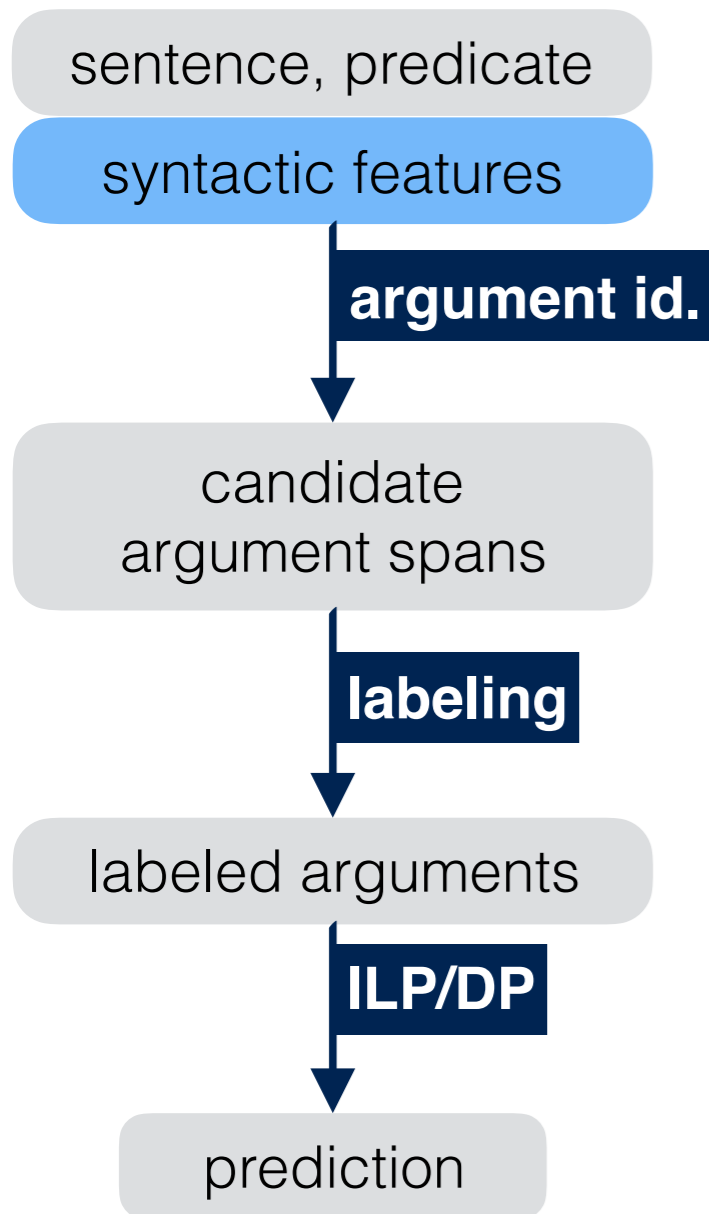 sentence, predicate
syntactic features
argument id.
candidate
argument spans
labeling
labeled arguments
ILP/DP
prediction